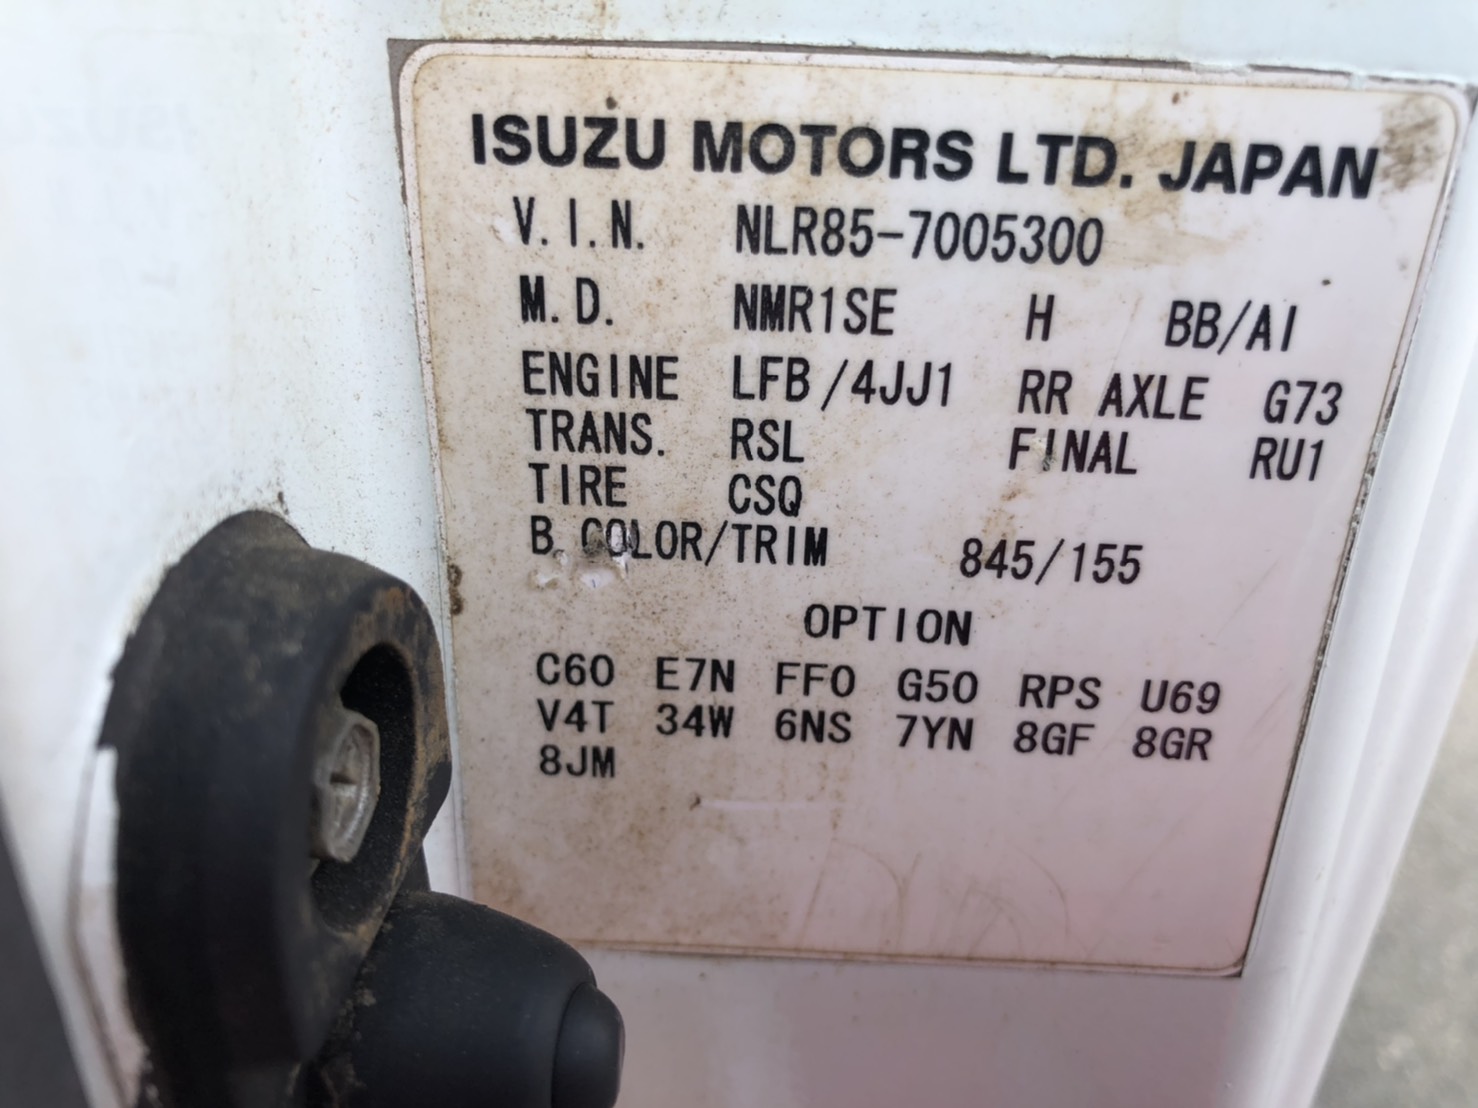 ISUZU MOTORS LTD. JAPAN
V.I.N. NLR85-7005300
M.D. NMR1SE H BB/AI
ENGINE LFB/4JJ1 RR AXLE G73
TRANS. RSL FINAL RU1
TIRE CSQ
B.COLOR/TRIM 845/155
OPTION
C60 E7N FF0 G50 RPS U69
V4T 34W 6NS 7YN 8GF 8GR
8JM